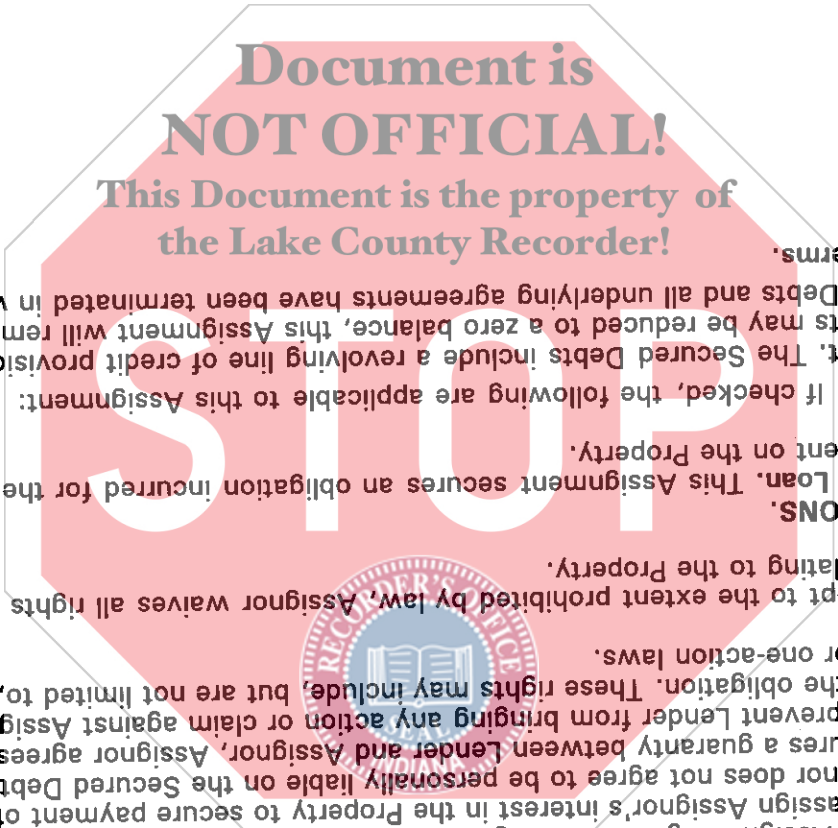 Document is
NOT OFFICIAL!
This Document is the property of
the Lake County Recorder!
STOP
RECORDER'S OFFICE
SEAL
INDIANA
assign Assignor's interest in the Property to secure payment of
nor does not agree to be personally liable on the Secured Debt
ures a guaranty between Lender and Assignor, Assignor agrees
prevent Lender from bringing any action or claim against Assig
he obligation. These rights may include, but are not limited to,
or one-action laws.
pt to the extent prohibited by law, Assignor waives all rights
lating to the Property.
ONS.
Loan. This Assignment secures an obligation incurred for the
ent on the Property.
If checked, the following are applicable to this Assignment:
t. The Secured Debts include a revolving line of credit provisi
ts may be reduced to a zero balance, this Assignment will rem
Debts and all underlying agreements have been terminated in
erms.